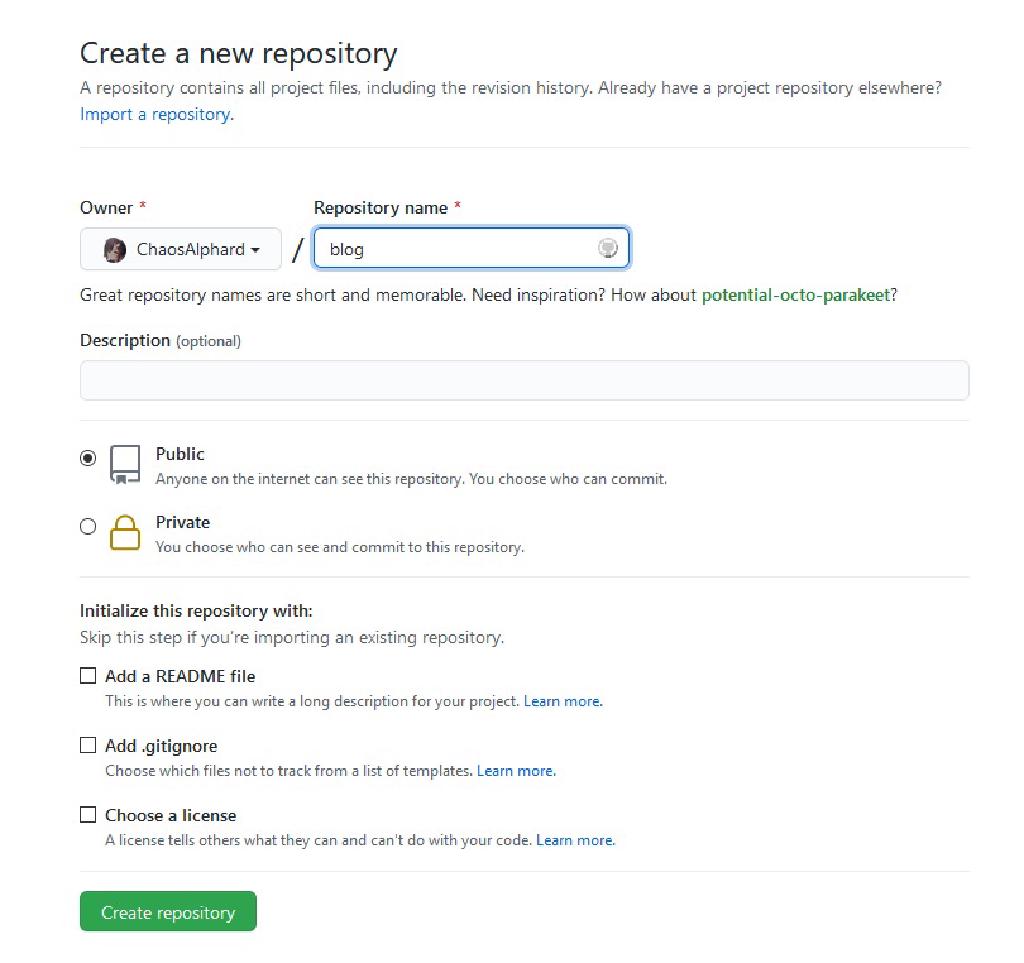 Create a new repository
A repository contains all project files, including the revision history. Already have a project repository elsewhere?
Import a repository.
Owner *
Repository name *
ChaosAlphard
/
blog
Great repository names are short and memorable. Need inspiration? How about potential-octo-parakeet?
Description (optional)
Public
Anyone on the internet can see this repository. You choose who can commit.
Private
You choose who can see and commit to this repository.
Initialize this repository with:
Skip this step if you're importing an existing repository.
Add a README file
This is where you can write a long description for your project. Learn more.
Add .gitignore
Choose which files not to track from a list of templates. Learn more.
Choose a license
A license tells others what they can and can't do with your code. Learn more.
Create repository